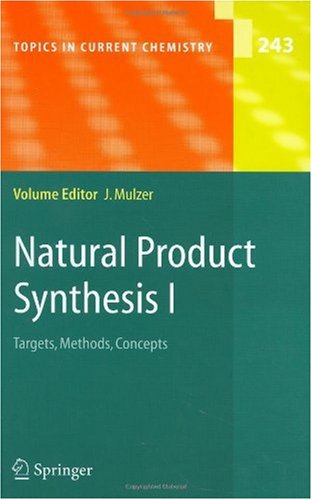 TOPICS IN CURRENT CHEMISTRY 243
Volume Editor J. Mulzer
Natural Product
Synthesis I
Targets, Methods, Concepts
Springer